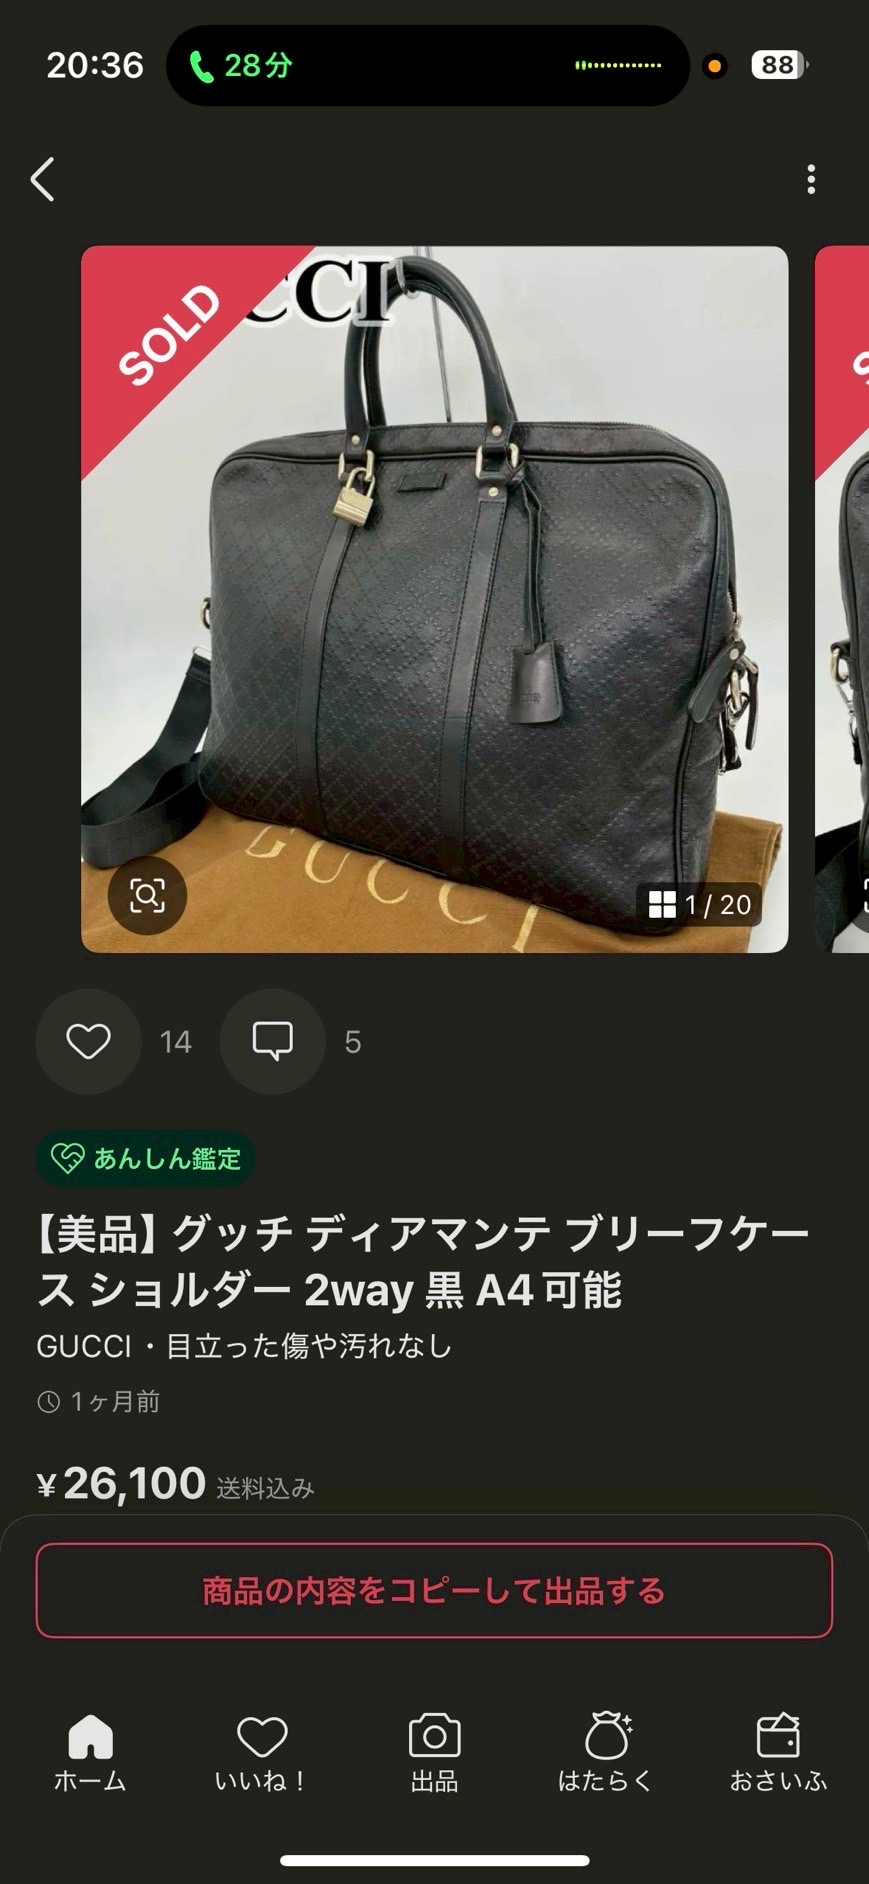 20:36
28分
88
SOLD
CCI
GUCCI
1 / 20
14
5
あんしん鑑定
【美品】グッチ ディアマンテ ブリーフケー
ス ショルダー 2way 黒 A4可能
GUCCI・目立った傷や汚れなし
1ヶ月前
¥26,100 送料込み
商品の内容をコピーして出品する
ホーム
いいね！
出品
はたらく
おさいふ